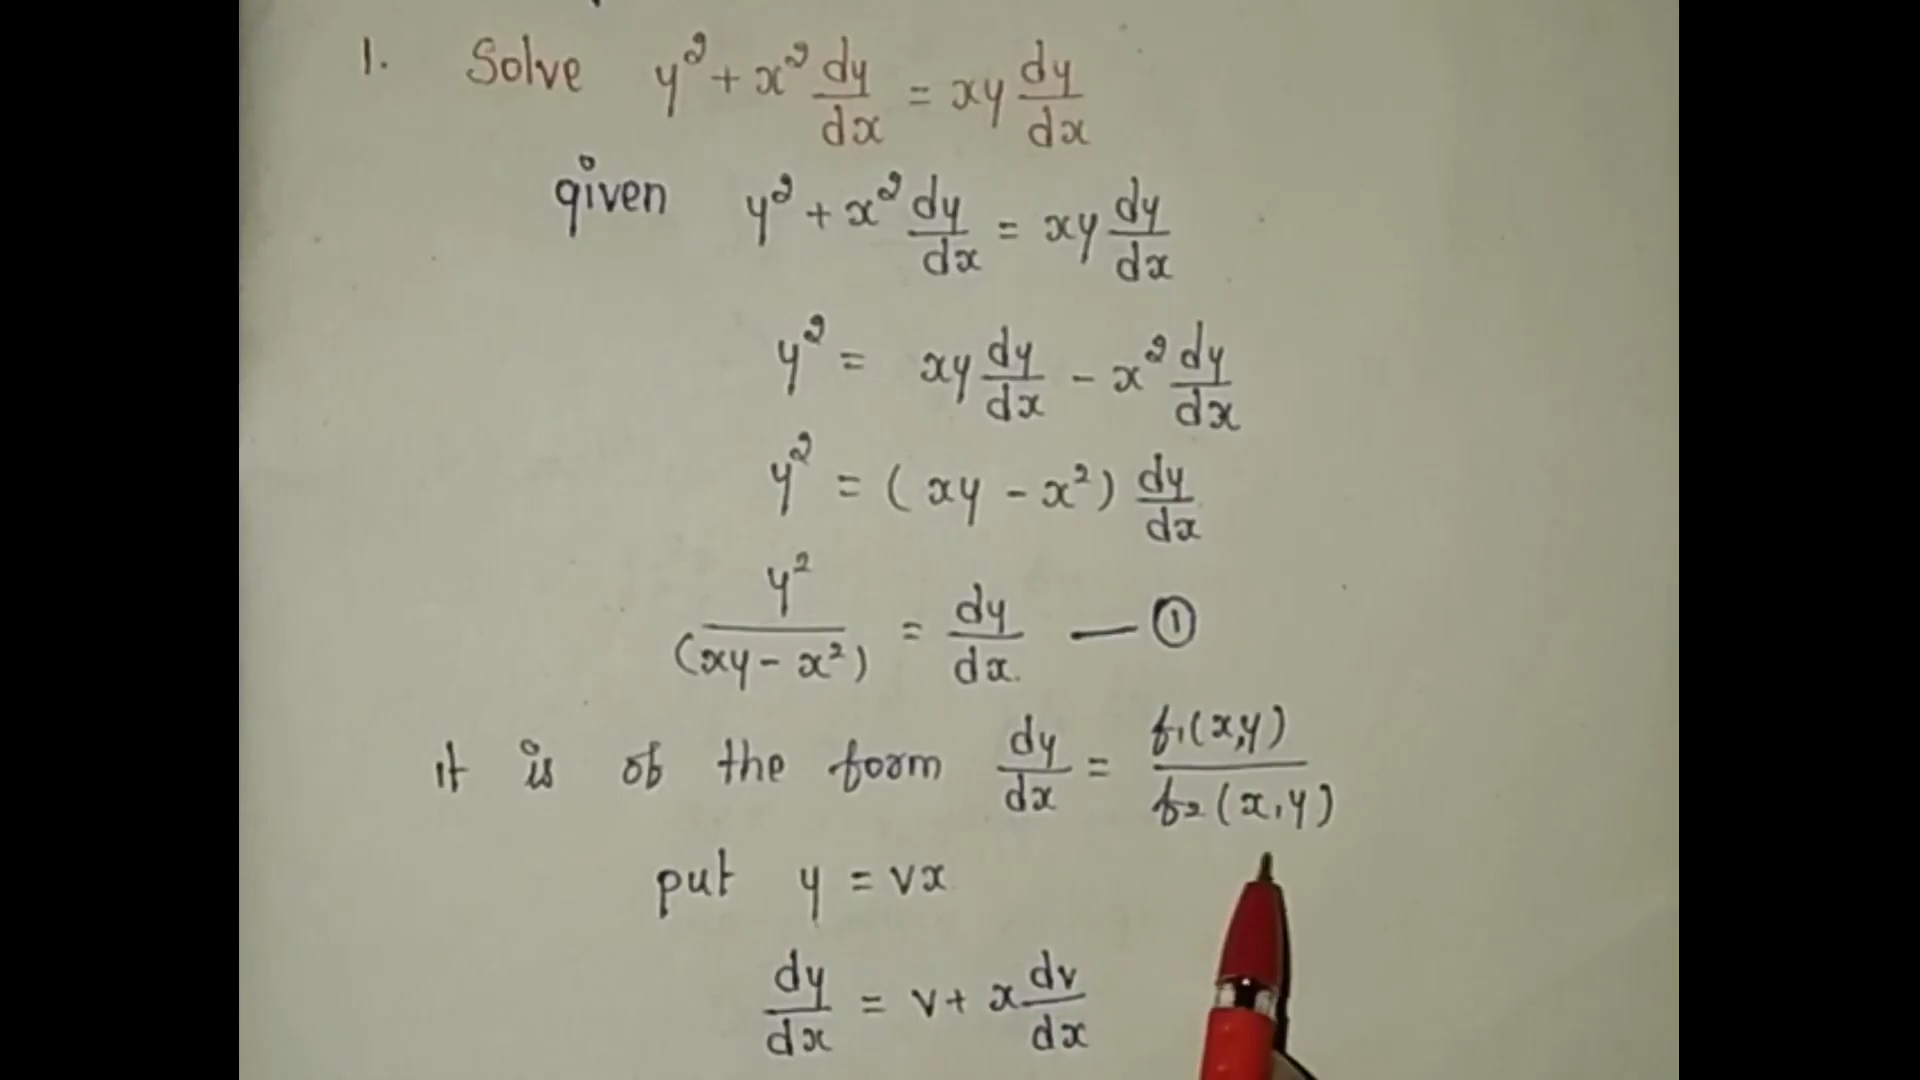 1. Solve y² + x² dy/dx = xy dy/dx
given y² + x² dy/dx = xy dy/dx
y² = xy dy/dx - x² dy/dx
y² = (xy - x²) dy/dx
y²/(xy - x²) = dy/dx — ①
it is of the form dy/dx = f₁(x,y)/f₂(x,y)
put y = vx
dy/dx = v + x dv/dx